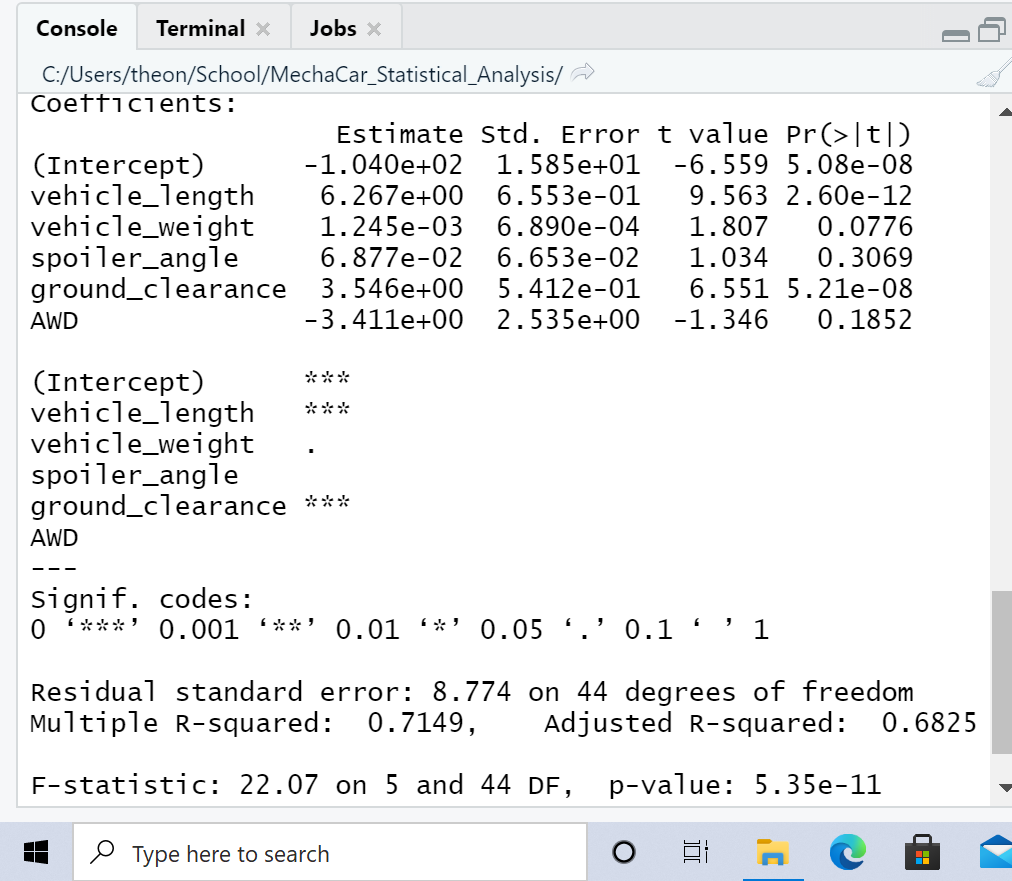 Console Terminal Jobs
C:/Users/theon/School/MechaCar_Statistical_Analysis/
Coefficients:
Estimate Std. Error t value Pr(>|t|)
(Intercept) -1.040e+02 1.585e+01 -6.559 5.08e-08
vehicle_length 6.267e+00 6.553e-01 9.563 2.60e-12
vehicle_weight 1.245e-03 6.890e-04 1.807 0.0776
spoiler_angle 6.877e-02 6.653e-02 1.034 0.3069
ground_clearance 3.546e+00 5.412e-01 6.551 5.21e-08
AWD -3.411e+00 2.535e+00 -1.346 0.1852
(Intercept) ***
vehicle_length ***
vehicle_weight .
spoiler_angle
ground_clearance ***
AWD
---
Signif. codes:
0 ‘***’ 0.001 ‘**’ 0.01 ‘*’ 0.05 ‘.’ 0.1 ‘ ’ 1
Residual standard error: 8.774 on 44 degrees of freedom
Multiple R-squared: 0.7149, Adjusted R-squared: 0.6825
F-statistic: 22.07 on 5 and 44 DF, p-value: 5.35e-11
Type here to search